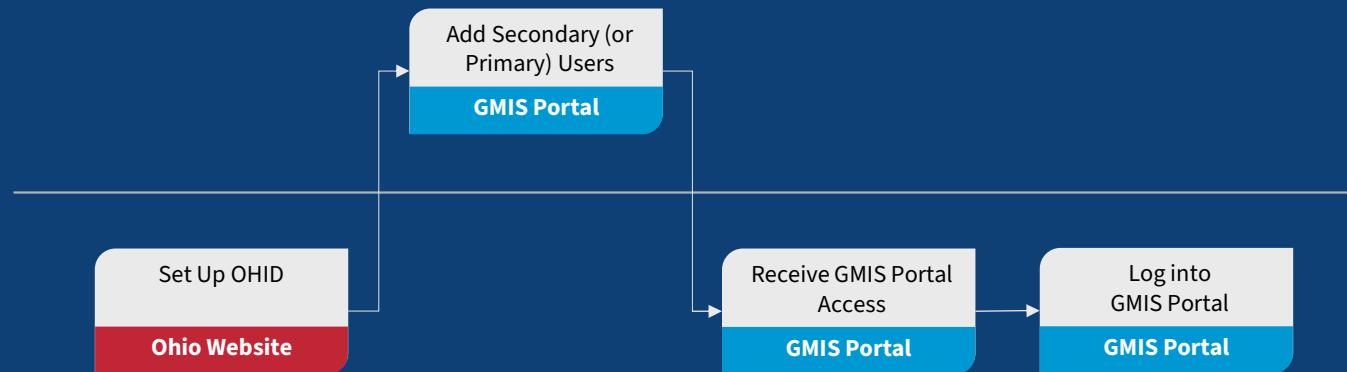 Add Secondary (or
Primary) Users
GMIS Portal
Set Up OHID
Ohio Website
Receive GMIS Portal
Access
GMIS Portal
Log into
GMIS Portal
GMIS Portal